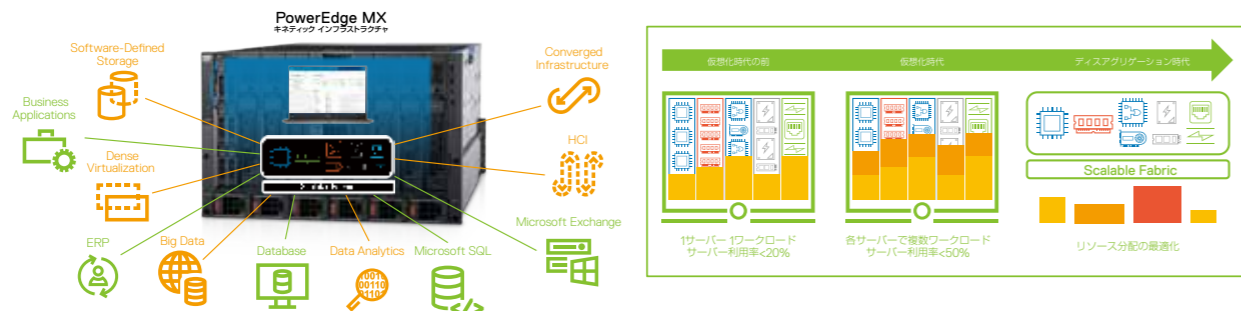 PowerEdge MX
キネティック インフラストラクチャ
Software-Defined
Storage
Business
Applications
Dense
Virtualization
ERP
Big Data
Database
Data Analytics
Microsoft SQL
Microsoft Exchange
HCI
Converged
Infrastructure
仮想化時代の前
仮想化時代
ディスアグリゲーション時代
1サーバー 1ワークロード
サーバー利用率<20%
各サーバーで複数ワークロード
サーバー利用率<50%
Scalable Fabric
リソース分配の最適化